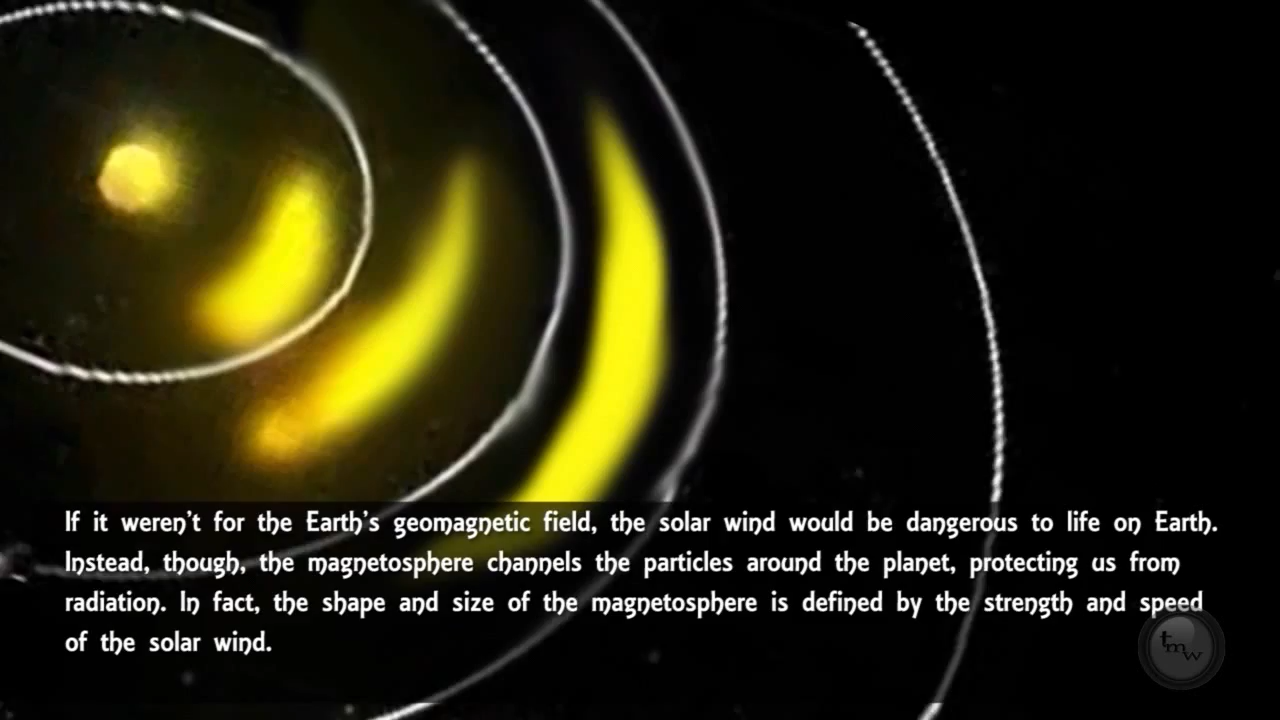 If it weren't for the Earth's geomagnetic field, the solar wind would be dangerous to life on Earth.
Instead, though, the magnetosphere channels the particles around the planet, protecting us from
radiation. In fact, the shape and size of the magnetosphere is defined by the strength and speed
of the solar wind.
tmw